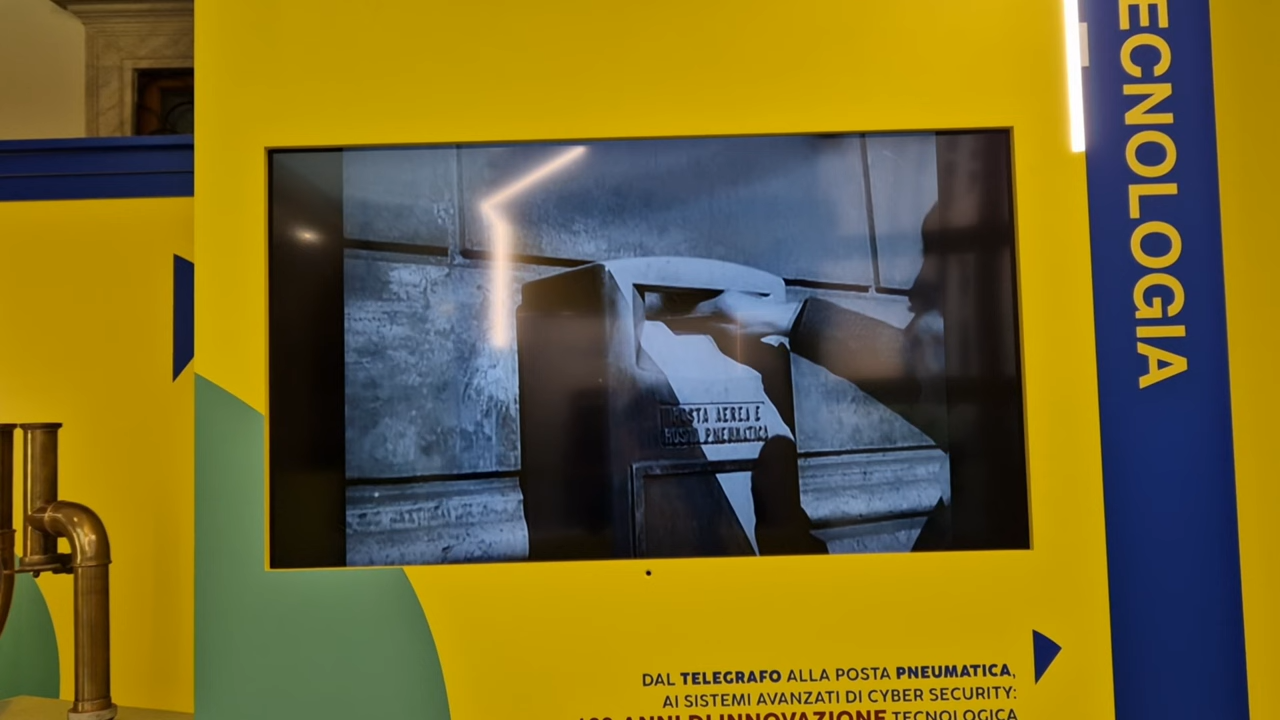 ECNOLOGIA
POSTA AEREA E
POSTA PNEUMATICA
DAL TELEGRAFO ALLA POSTA PNEUMATICA,
AI SISTEMI AVANZATI DI CYBER SECURITY:
ANNI DI INNOVAZIONE TECNOLOGICA